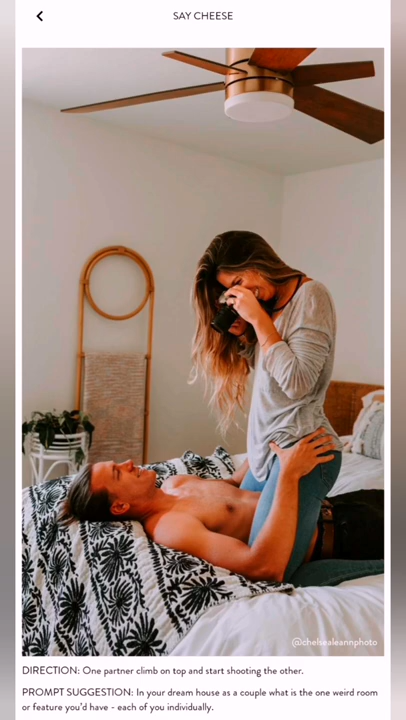 SAY CHEESE
@chelsealeannphoto
DIRECTION: One partner climb on top and start shooting the other.
PROMPT SUGGESTION: In your dream house as a couple what is the one weird room
or feature you'd have - each of you individually.